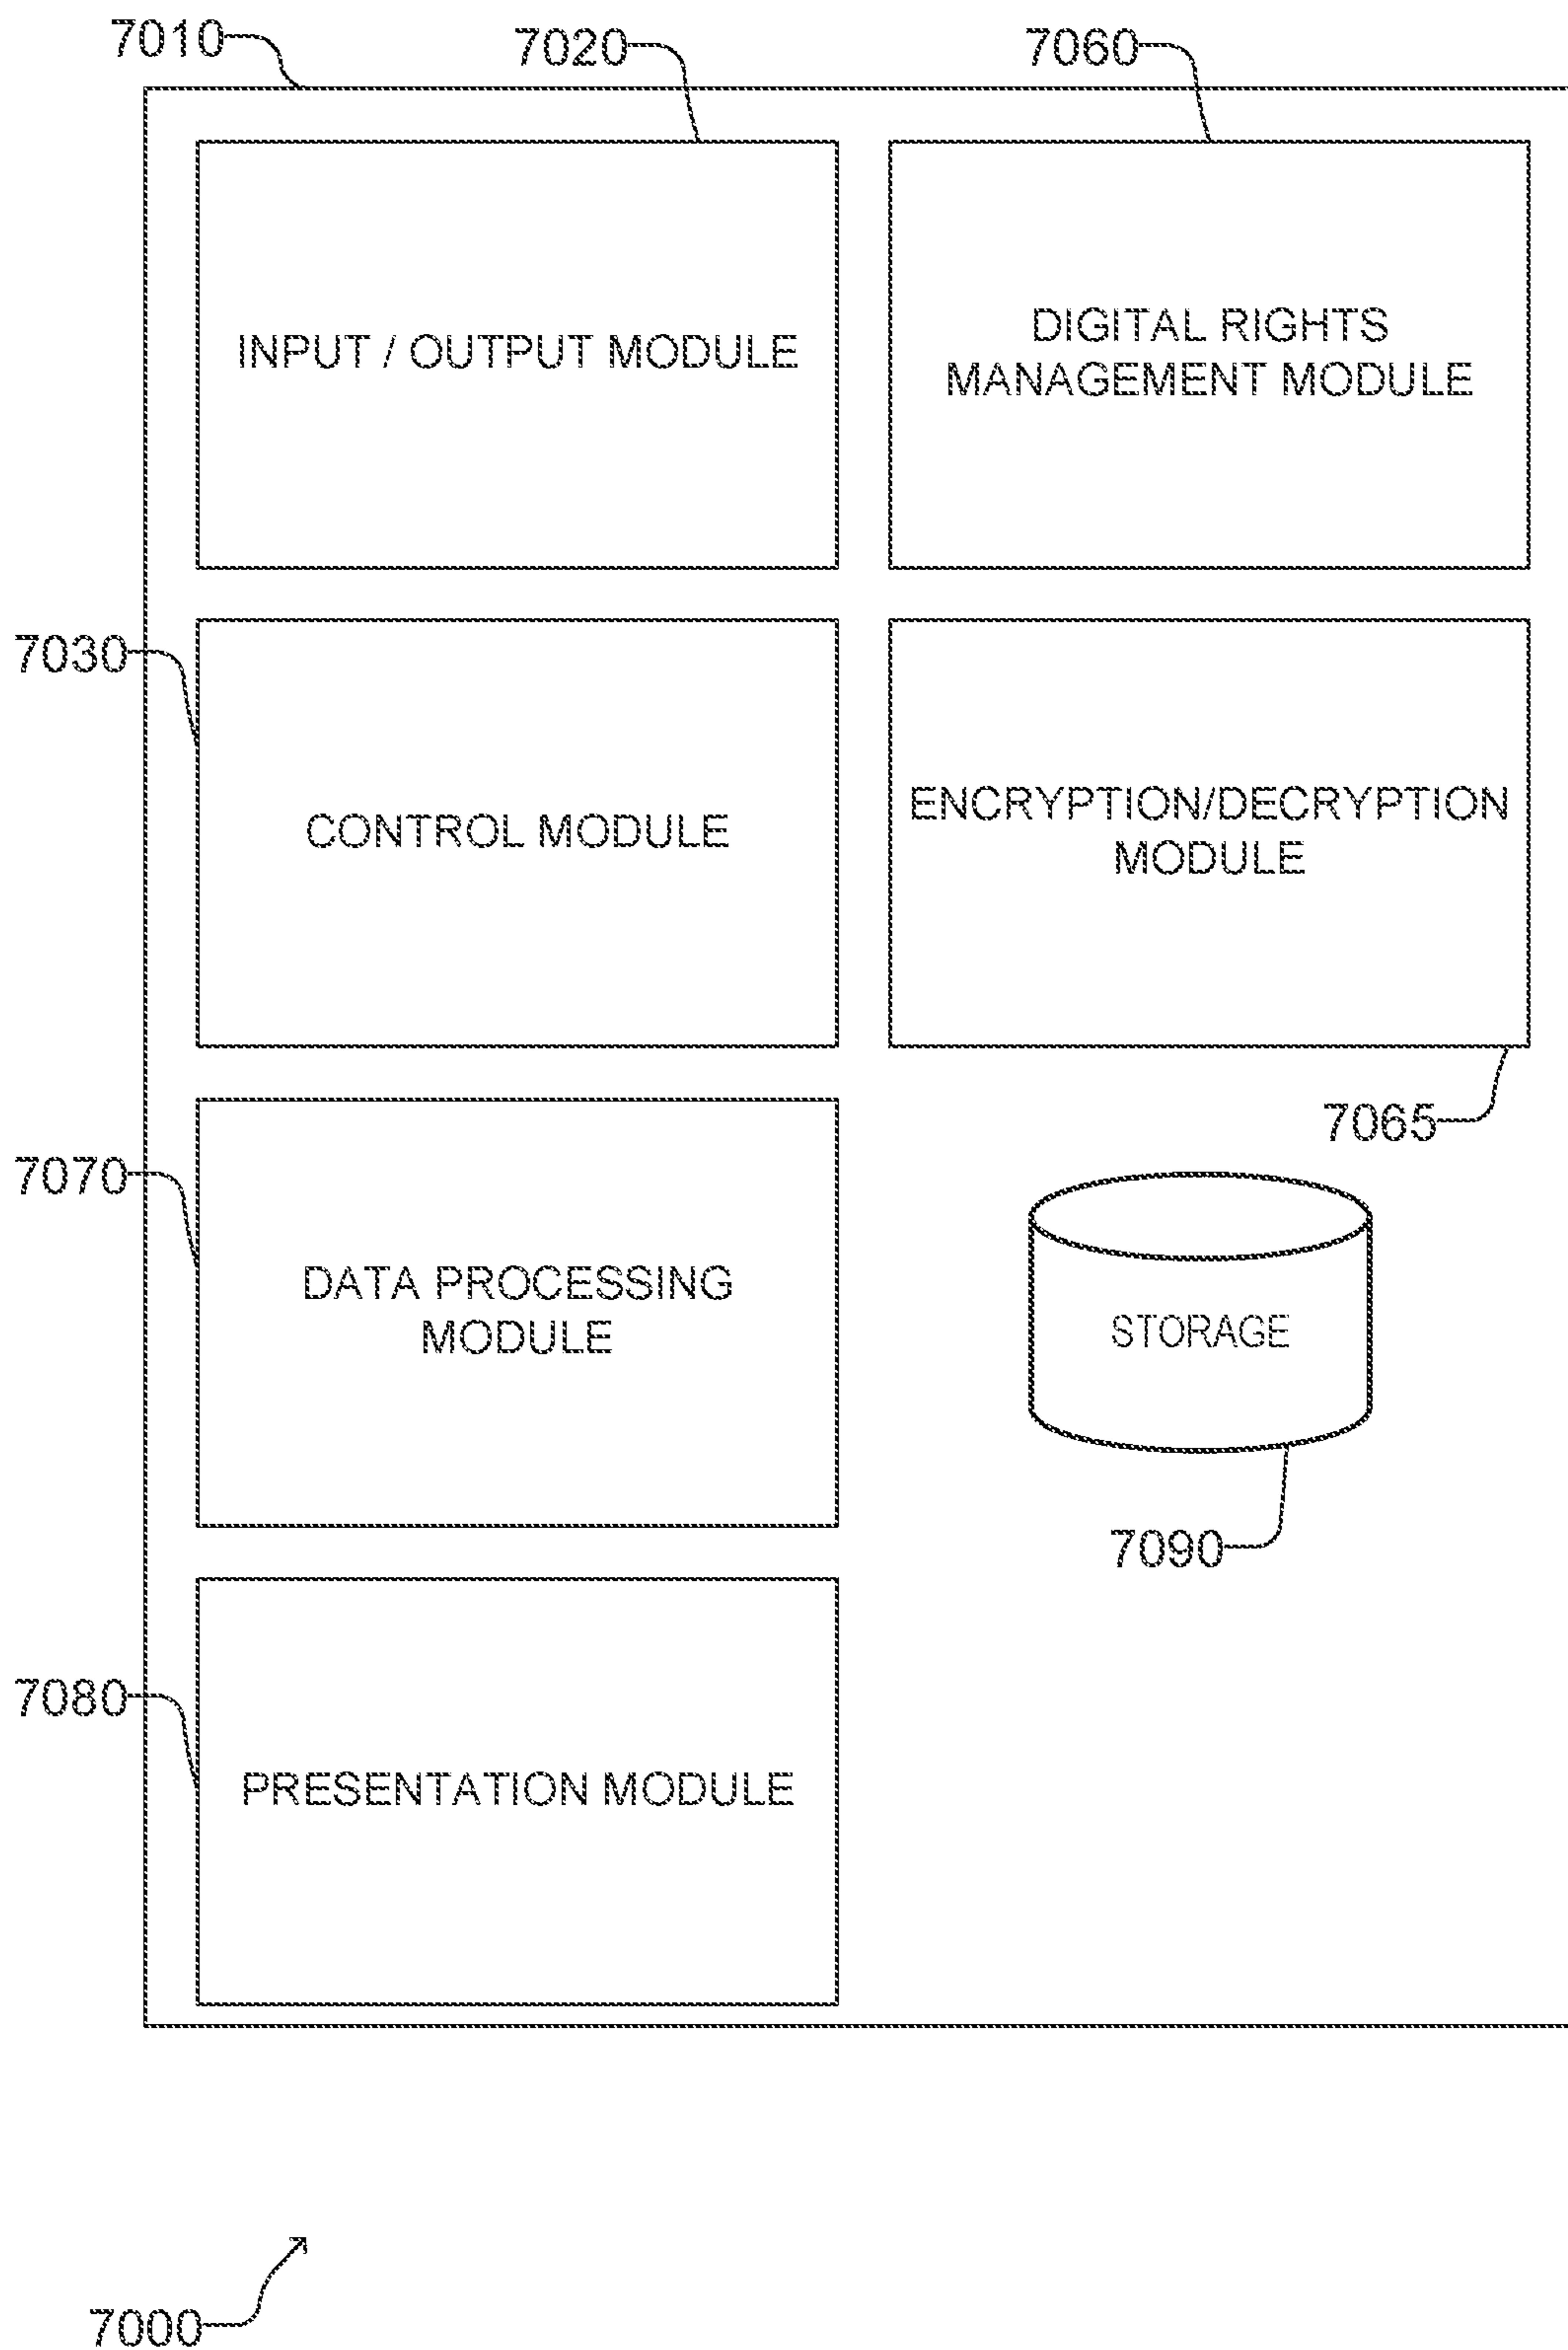 7010
7020
7060
INPUT / OUTPUT MODULE
DIGITAL RIGHTS
MANAGEMENT MODULE
7030
CONTROL MODULE
ENCRYPTION/DECRYPTION
MODULE
7065
7070
DATA PROCESSING
MODULE
STORAGE
7090
7080
PRESENTATION MODULE
7000